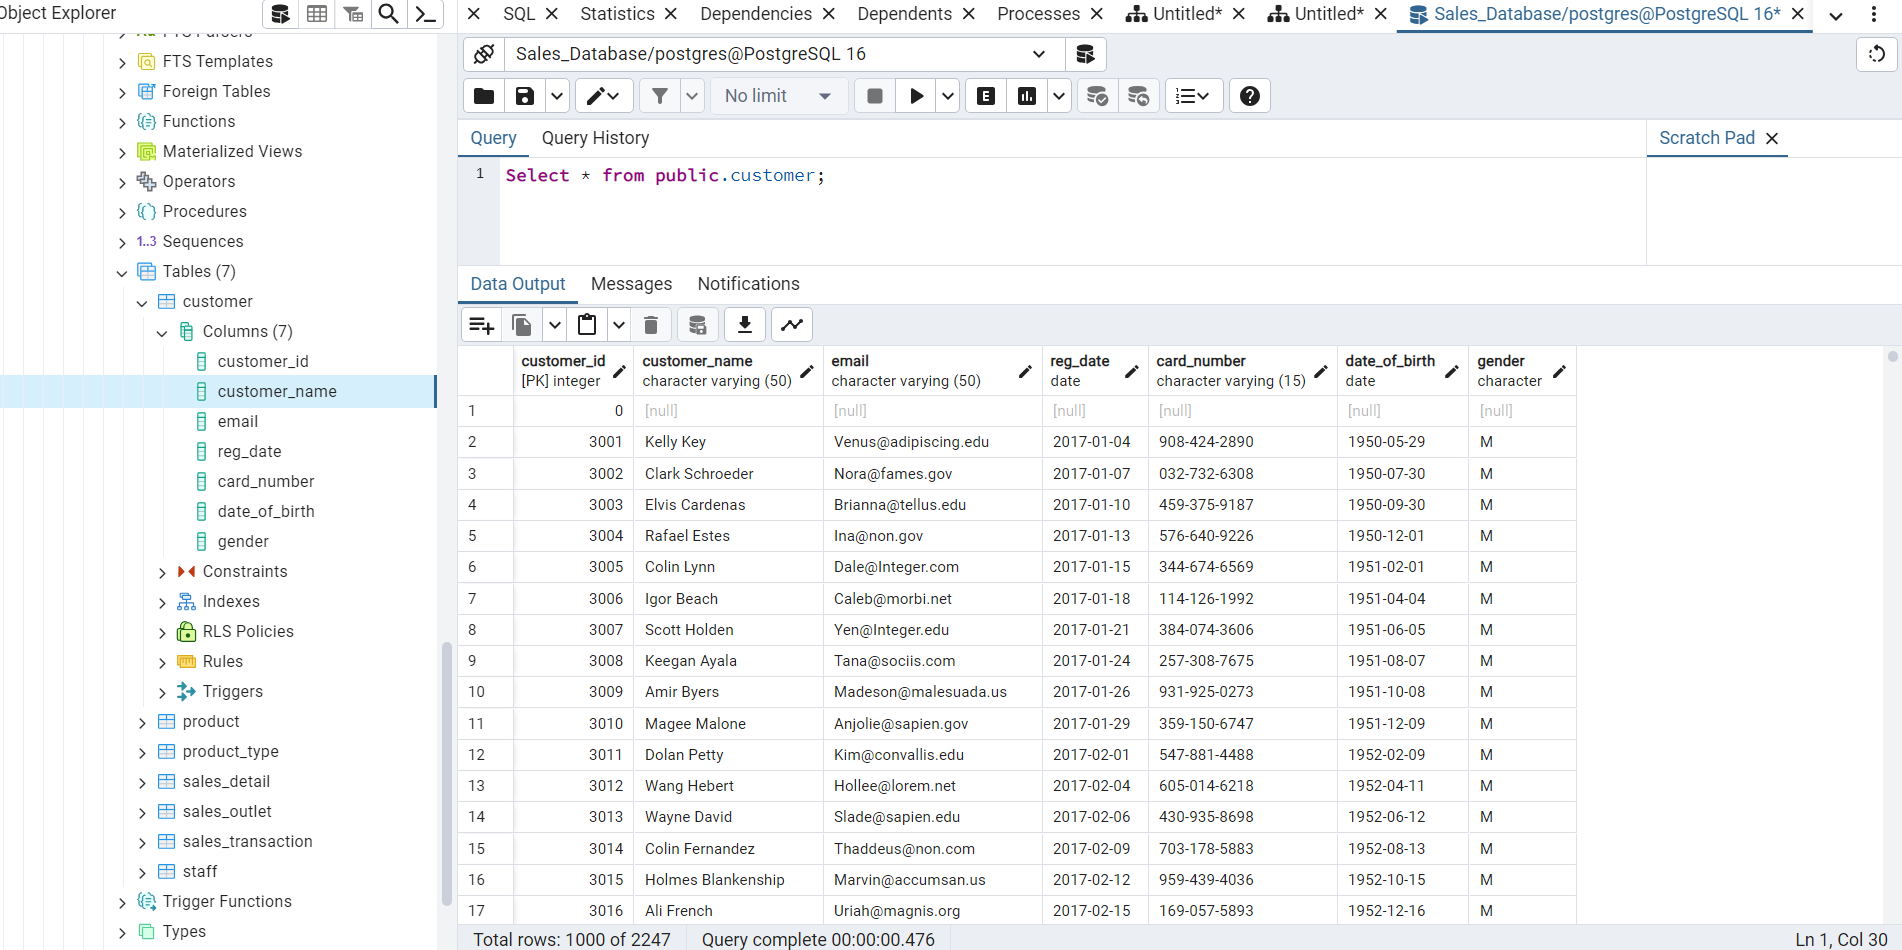 Object Explorer
SQL
Statistics
Dependencies
Dependents
Processes
Untitled*
Untitled*
Sales_Database/postgres@PostgreSQL 16*
FTS Parsers
FTS Templates
Foreign Tables
Functions
Materialized Views
Operators
Procedures
1..3 Sequences
Tables (7)
customer
Columns (7)
customer_id
customer_name
email
reg_date
card_number
date_of_birth
gender
Constraints
Indexes
RLS Policies
Rules
Triggers
product
product_type
sales_detail
sales_outlet
sales_transaction
staff
Trigger Functions
Types
Sales_Database/postgres@PostgreSQL 16
No limit
E
Query
Query History
Scratch Pad
1 Select * from public.customer;
Data Output
Messages
Notifications
customer_id customer_name email reg_date card_number date_of_birth gender
[PK] integer character varying (50) character varying (50) date character varying (15) date character
1 0 [null] [null] [null] [null] [null] [null]
2 3001 Kelly Key Venus@adipiscing.edu 2017-01-04 908-424-2890 1950-05-29 M
3 3002 Clark Schroeder Nora@fames.gov 2017-01-07 032-732-6308 1950-07-30 M
4 3003 Elvis Cardenas Brianna@tellus.edu 2017-01-10 459-375-9187 1950-09-30 M
5 3004 Rafael Estes Ina@non.gov 2017-01-13 576-640-9226 1950-12-01 M
6 3005 Colin Lynn Dale@Integer.com 2017-01-15 344-674-6569 1951-02-01 M
7 3006 Igor Beach Caleb@morbi.net 2017-01-18 114-126-1992 1951-04-04 M
8 3007 Scott Holden Yen@Integer.edu 2017-01-21 384-074-3606 1951-06-05 M
9 3008 Keegan Ayala Tana@sociis.com 2017-01-24 257-308-7675 1951-08-07 M
10 3009 Amir Byers Madeson@malesuada.us 2017-01-26 931-925-0273 1951-10-08 M
11 3010 Magee Malone Anjolie@sapien.gov 2017-01-29 359-150-6747 1951-12-09 M
12 3011 Dolan Petty Kim@convallis.edu 2017-02-01 547-881-4488 1952-02-09 M
13 3012 Wang Hebert Hollee@lorem.net 2017-02-04 605-014-6218 1952-04-11 M
14 3013 Wayne David Slade@sapien.edu 2017-02-06 430-935-8698 1952-06-12 M
15 3014 Colin Fernandez Thaddeus@non.com 2017-02-09 703-178-5883 1952-08-13 M
16 3015 Holmes Blankenship Marvin@accumsan.us 2017-02-12 959-439-4036 1952-10-15 M
17 3016 Ali French Uriah@magnis.org 2017-02-15 169-057-5893 1952-12-16 M
Total rows: 1000 of 2247
Query complete 00:00:00.476
Ln 1, Col 30